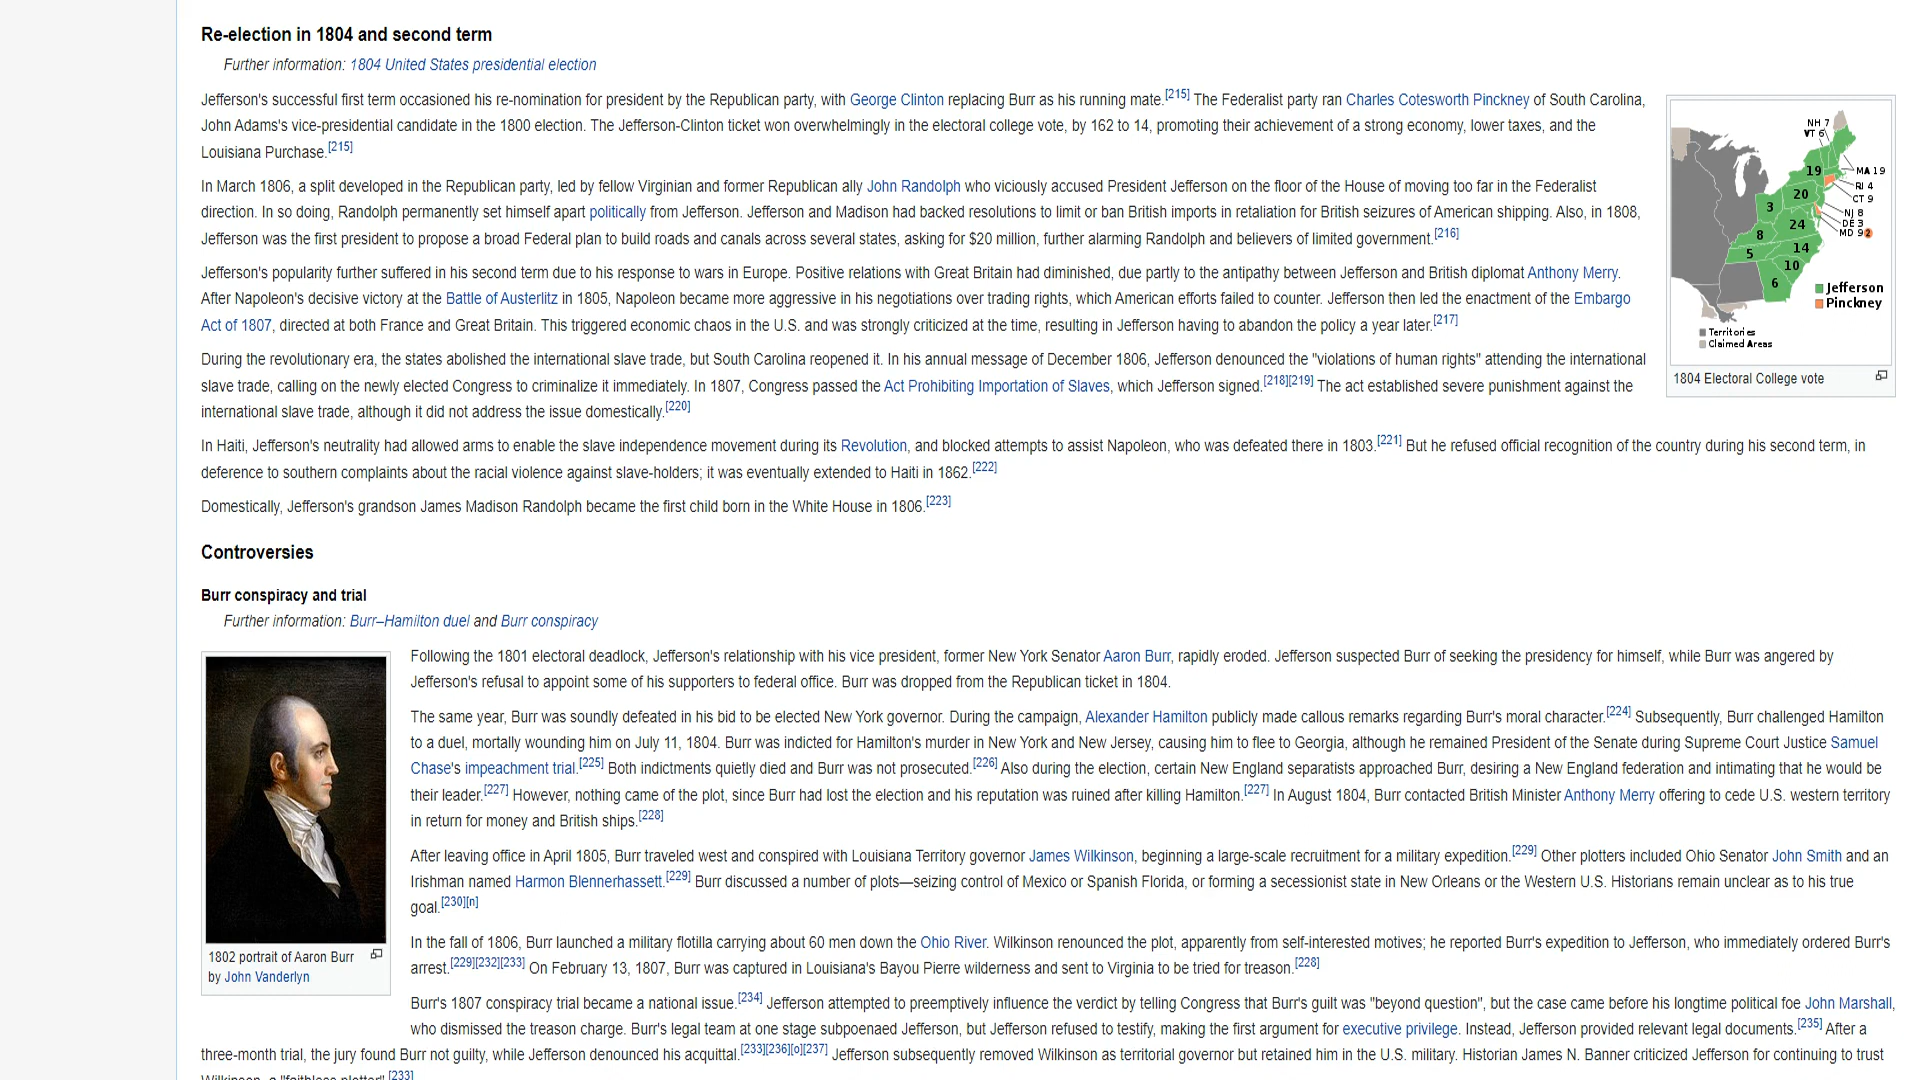 Re-election in 1804 and second term
Further information: 1804 United States presidential election
Jefferson's successful first term occasioned his re-nomination for president by the Republican party, with George Clinton replacing Burr as his running mate.[215] The Federalist party ran Charles Cotesworth Pinckney of South Carolina,
John Adams's vice-presidential candidate in the 1800 election. The Jefferson-Clinton ticket won overwhelmingly in the electoral college vote, by 162 to 14, promoting their achievement of a strong economy, lower taxes, and the
Louisiana Purchase.[215]
In March 1806, a split developed in the Republican party, led by fellow Virginian and former Republican ally John Randolph who viciously accused President Jefferson on the floor of the House of moving too far in the Federalist
direction. In so doing, Randolph permanently set himself apart politically from Jefferson. Jefferson and Madison had backed resolutions to limit or ban British imports in retaliation for British seizures of American shipping. Also, in 1808,
Jefferson was the first president to propose a broad Federal plan to build roads and canals across several states, asking for $20 million, further alarming Randolph and believers of limited government.[216]
Jefferson's popularity further suffered in his second term due to his response to wars in Europe. Positive relations with Great Britain had diminished, due partly to the antipathy between Jefferson and British diplomat Anthony Merry.
After Napoleon's decisive victory at the Battle of Austerlitz in 1805, Napoleon became more aggressive in his negotiations over trading rights, which American efforts failed to counter. Jefferson then led the enactment of the Embargo
Act of 1807, directed at both France and Great Britain. This triggered economic chaos in the U.S. and was strongly criticized at the time, resulting in Jefferson having to abandon the policy a year later.[217]
During the revolutionary era, the states abolished the international slave trade, but South Carolina reopened it. In his annual message of December 1806, Jefferson denounced the "violations of human rights" attending the international
slave trade, calling on the newly elected Congress to criminalize it immediately. In 1807, Congress passed the Act Prohibiting Importation of Slaves, which Jefferson signed.[218][219] The act established severe punishment against the
international slave trade, although it did not address the issue domestically.[220]
In Haiti, Jefferson's neutrality had allowed arms to enable the slave independence movement during its Revolution, and blocked attempts to assist Napoleon, who was defeated there in 1803.[221] But he refused official recognition of the country during his second term, in
deference to southern complaints about the racial violence against slave-holders; it was eventually extended to Haiti in 1862.[222]
Domestically, Jefferson's grandson James Madison Randolph became the first child born in the White House in 1806.[223]
NH 7
VT 6
MA 19
19
RI 4
20
CT 9
3
NJ 8
24
DE 3
8
MD 9 2
14
5
10
6
Jefferson
Pinckney
Territories
Claimed Areas
1804 Electoral College vote
Controversies
Burr conspiracy and trial
Further information: Burr–Hamilton duel and Burr conspiracy
1802 portrait of Aaron Burr
by John Vanderlyn
Following the 1801 electoral deadlock, Jefferson's relationship with his vice president, former New York Senator Aaron Burr, rapidly eroded. Jefferson suspected Burr of seeking the presidency for himself, while Burr was angered by
Jefferson's refusal to appoint some of his supporters to federal office. Burr was dropped from the Republican ticket in 1804.
The same year, Burr was soundly defeated in his bid to be elected New York governor. During the campaign, Alexander Hamilton publicly made callous remarks regarding Burr's moral character.[224] Subsequently, Burr challenged Hamilton
to a duel, mortally wounding him on July 11, 1804. Burr was indicted for Hamilton's murder in New York and New Jersey, causing him to flee to Georgia, although he remained President of the Senate during Supreme Court Justice Samuel
Chase's impeachment trial.[225] Both indictments quietly died and Burr was not prosecuted.[226] Also during the election, certain New England separatists approached Burr, desiring a New England federation and intimating that he would be
their leader.[227] However, nothing came of the plot, since Burr had lost the election and his reputation was ruined after killing Hamilton.[227] In August 1804, Burr contacted British Minister Anthony Merry offering to cede U.S. western territory
in return for money and British ships.[228]
After leaving office in April 1805, Burr traveled west and conspired with Louisiana Territory governor James Wilkinson, beginning a large-scale recruitment for a military expedition.[229] Other plotters included Ohio Senator John Smith and an
Irishman named Harmon Blennerhassett.[229] Burr discussed a number of plots—seizing control of Mexico or Spanish Florida, or forming a secessionist state in New Orleans or the Western U.S. Historians remain unclear as to his true
goal.[230][n]
In the fall of 1806, Burr launched a military flotilla carrying about 60 men down the Ohio River. Wilkinson renounced the plot, apparently from self-interested motives; he reported Burr's expedition to Jefferson, who immediately ordered Burr's
arrest.[229][232][233] On February 13, 1807, Burr was captured in Louisiana's Bayou Pierre wilderness and sent to Virginia to be tried for treason.[228]
Burr's 1807 conspiracy trial became a national issue.[234] Jefferson attempted to preemptively influence the verdict by telling Congress that Burr's guilt was "beyond question", but the case came before his longtime political foe John Marshall,
who dismissed the treason charge. Burr's legal team at one stage subpoenaed Jefferson, but Jefferson refused to testify, making the first argument for executive privilege. Instead, Jefferson provided relevant legal documents.[235] After a
three-month trial, the jury found Burr not guilty, while Jefferson denounced his acquittal.[233][236][o][237] Jefferson subsequently removed Wilkinson as territorial governor but retained him in the U.S. military. Historian James N. Banner criticized Jefferson for continuing to trust
Wilkinson, a "faithless plotter".[233]